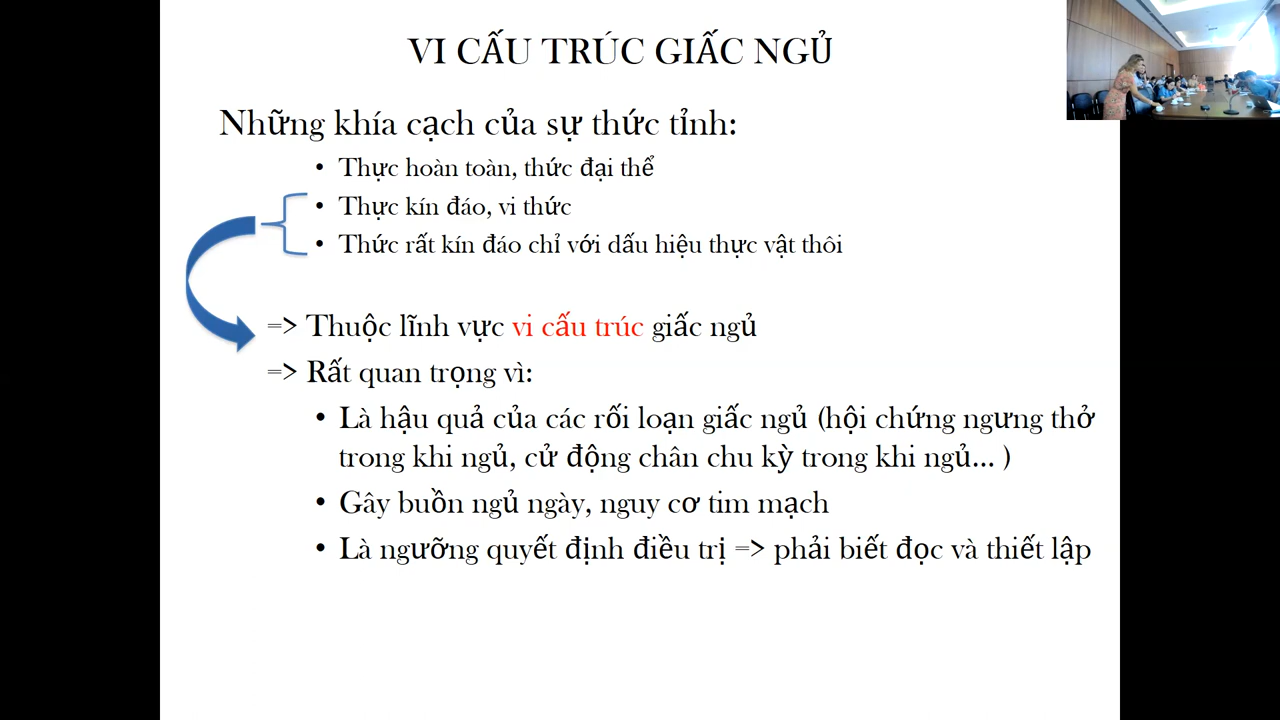 VI CẤU TRÚC GIẤC NGỦ
Những khía cạch của sự thức tỉnh:
• Thực hoàn toàn, thức đại thể
• Thực kín đáo, vi thức
• Thức rất kín đáo chỉ với dấu hiệu thực vật thôi
=> Thuộc lĩnh vực vi cấu trúc giấc ngủ
=> Rất quan trọng vì:
• Là hậu quả của các rối loạn giấc ngủ (hội chứng ngưng thở
trong khi ngủ, cử động chân chu kỳ trong khi ngủ... )
• Gây buồn ngủ ngày, nguy cơ tim mạch
• Là ngưỡng quyết định điều trị => phải biết đọc và thiết lập